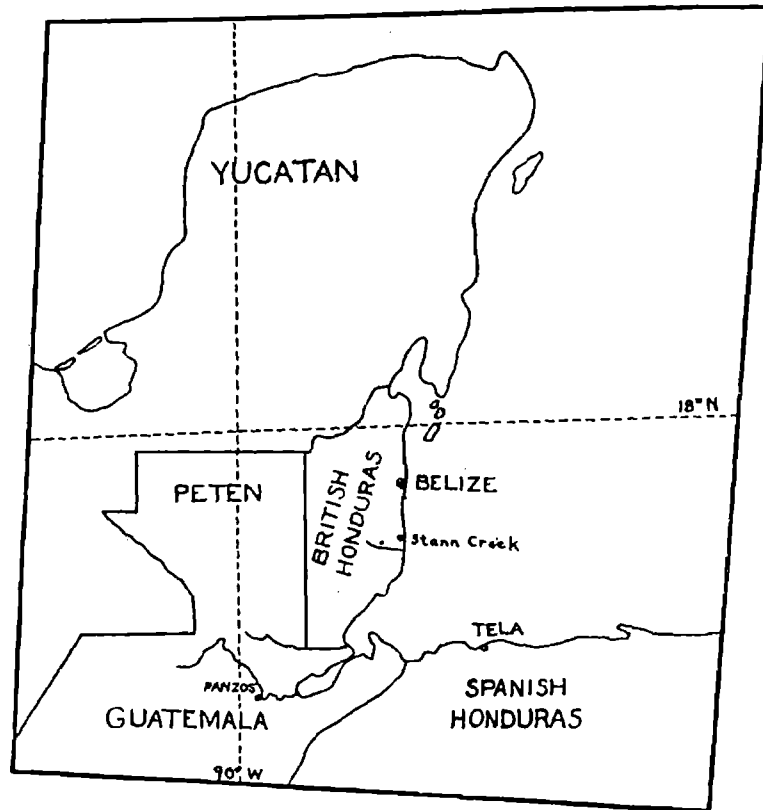 YUCATAN
18° N
PETEN
BRITISH
HONDURAS
BELIZE
Stann Creek
TELA
PANZOS
GUATEMALA
SPANISH
HONDURAS
90° W